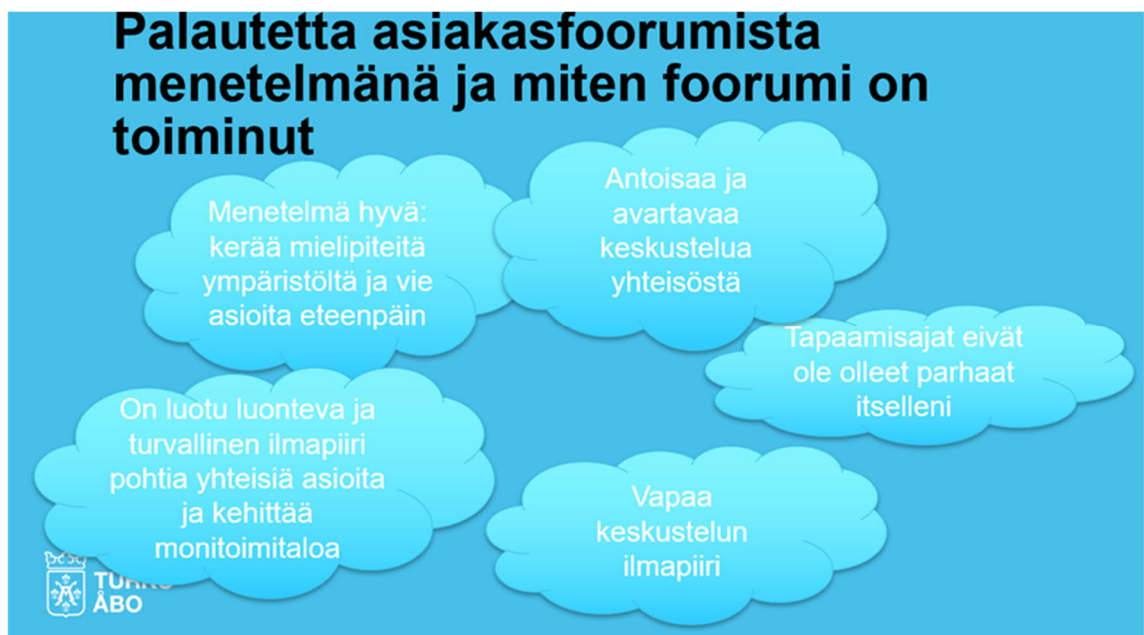 Palautetta asiakasfoorumista
menetelmänä ja miten foorumi on
toiminut
Menetelmä hyvä:
kerää mielipiteitä
ympäristöltä ja vie
asioita eteenpäin
Antoisaa ja
avartavaa
keskustelua
yhteisöstä
Tapaamisajat eivät
ole olleet parhaat
itselleni
On luotu luonteva ja
turvallinen ilmapiiri
pohtia yhteisiä asioita
ja kehittää
monitoimitaloa
Vapaa
keskustelun
ilmapiiri
TURKU
ÅBO